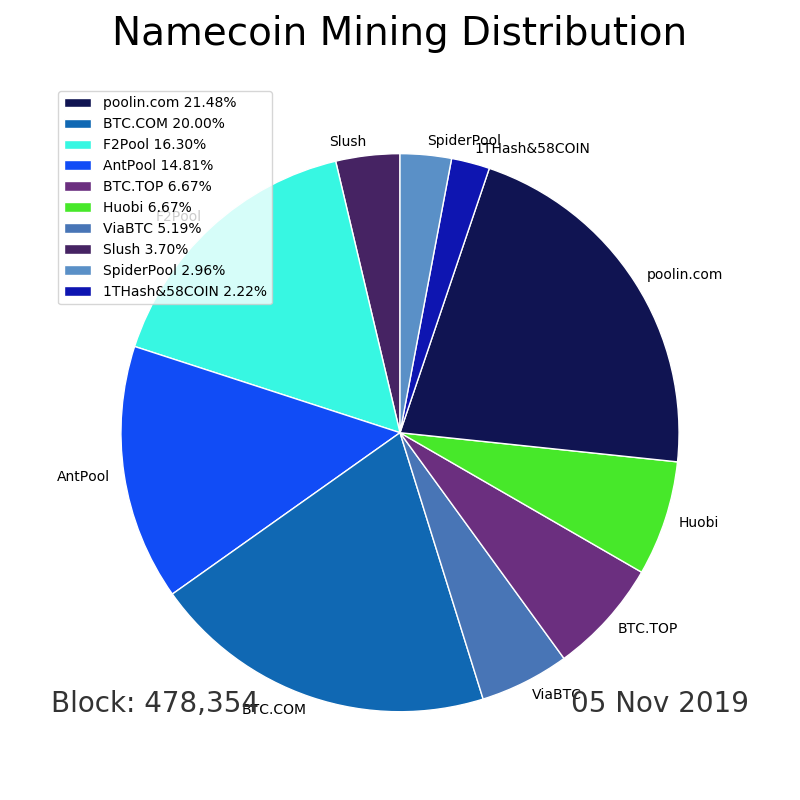 Namecoin Mining Distribution
poolin.com 21.48%
BTC.COM 20.00%
F2Pool 16.30%
AntPool 14.81%
BTC.TOP 6.67%
Huobi 6.67%
ViaBTC 5.19%
Slush 3.70%
SpiderPool 2.96%
1THash&58COIN 2.22%
Slush
SpiderPool
1THash&58COIN
F2Pool
poolin.com
AntPool
Huobi
BTC.TOP
ViaBTC
BTC.COM
Block: 478,354
05 Nov 2019